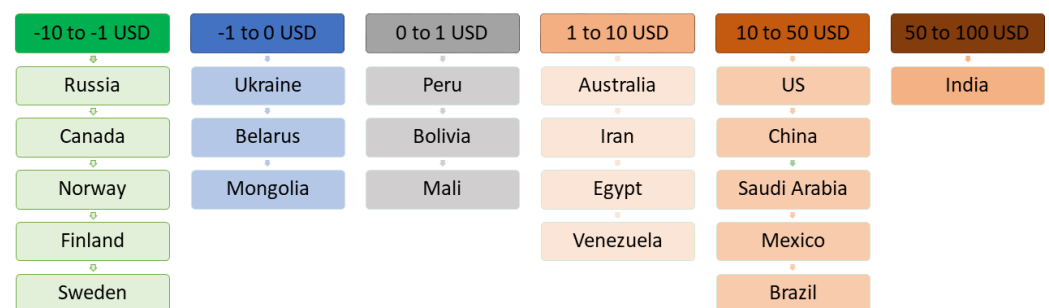 -10 to -1 USD
Russia
Canada
Norway
Finland
Sweden
-1 to 0 USD
Ukraine
Belarus
Mongolia
0 to 1 USD
Peru
Bolivia
Mali
1 to 10 USD
Australia
Iran
Egypt
Venezuela
10 to 50 USD
US
China
Saudi Arabia
Mexico
Brazil
50 to 100 USD
India